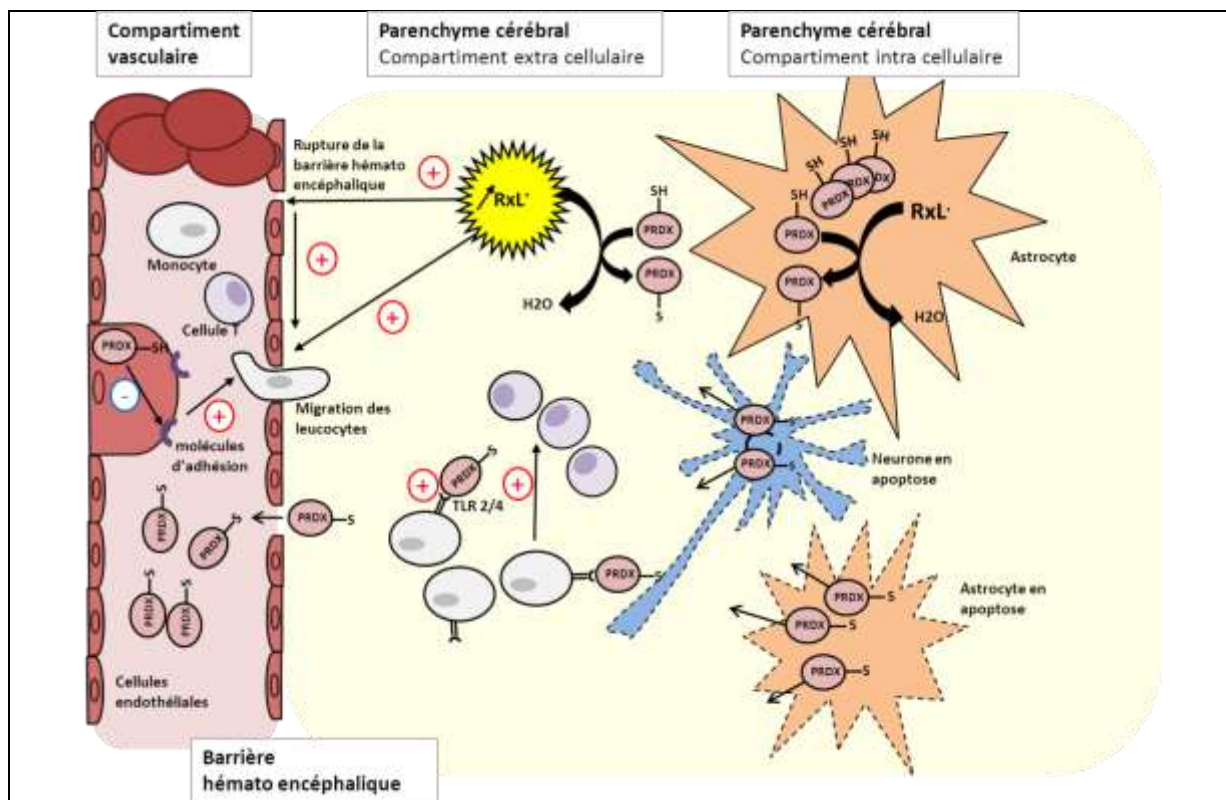 Compartiment
vasculaire
Parenchyme cérébral
Compartiment extra cellulaire
Parenchyme cérébral
Compartiment intra cellulaire
Rupture de la
barrière hémato
encéphalique
+
RxL·
SH
PRDX
PRDX
S
H2O
+
+
Monocyte
Cellule T
PRDX
SH
-
+
molécules
d'adhésion
Migration des
leucocytes
SH
SH
SH
PRDX
PRDX
DX
SH
PRDX
RxL·
PRDX
S
H2O
Astrocyte
PRDX
S
PRDX
S
Neurone en
apoptose
S
PRDX
+
TLR 2/4
+
PRDX
S
S
PRDX
S
PRDX
PRDX
S
S
PRDX
S
PRDX
Cellules
endothéliales
Astrocyte en
apoptose
PRDX
S
PRDX
S
PRDX
S
Barrière
hémato encéphalique